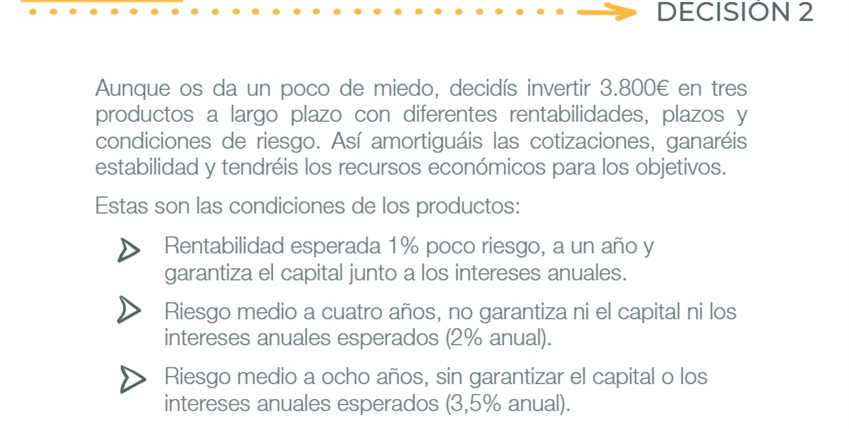 DECISIÓN 2
Aunque os da un poco de miedo, decidís invertir 3.800€ en tres
productos a largo plazo con diferentes rentabilidades, plazos y
condiciones de riesgo. Así amortiguáis las cotizaciones, ganaréis
estabilidad y tendréis los recursos económicos para los objetivos.
Estas son las condiciones de los productos:
Rentabilidad esperada 1% poco riesgo, a un año y
garantiza el capital junto a los intereses anuales.
Riesgo medio a cuatro años, no garantiza ni el capital ni los
intereses anuales esperados (2% anual).
Riesgo medio a ocho años, sin garantizar el capital o los
intereses anuales esperados (3,5% anual).